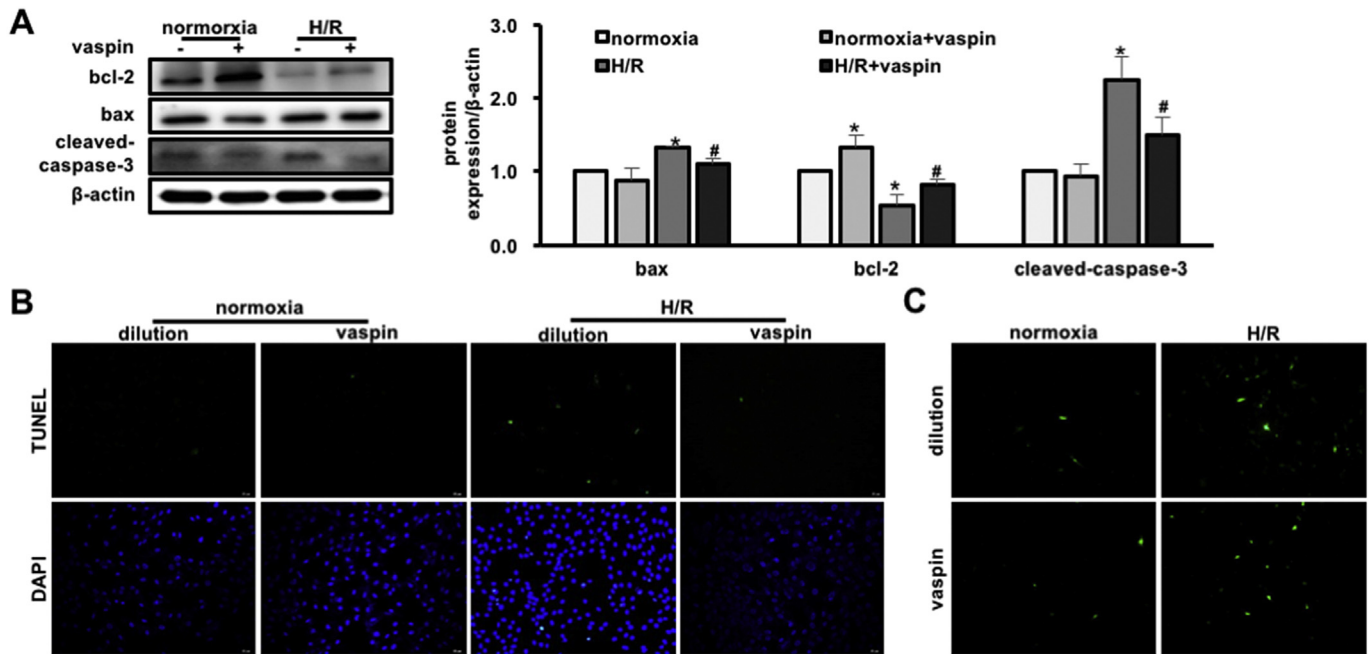 A
normorxia H/R
vaspin - + - +
bcl-2
bax
cleaved-
caspase-3
β-actin
protein
expression/β-actin
3.0
2.0
1.0
0.0
normoxia
normoxia+vaspin
H/R
H/R+vaspin
* #
* * #
* #
bax bcl-2 cleaved-caspase-3
B
normoxia H/R
dilution vaspin dilution vaspin
TUNEL
DAPI
C
normoxia H/R
dilution
vaspin